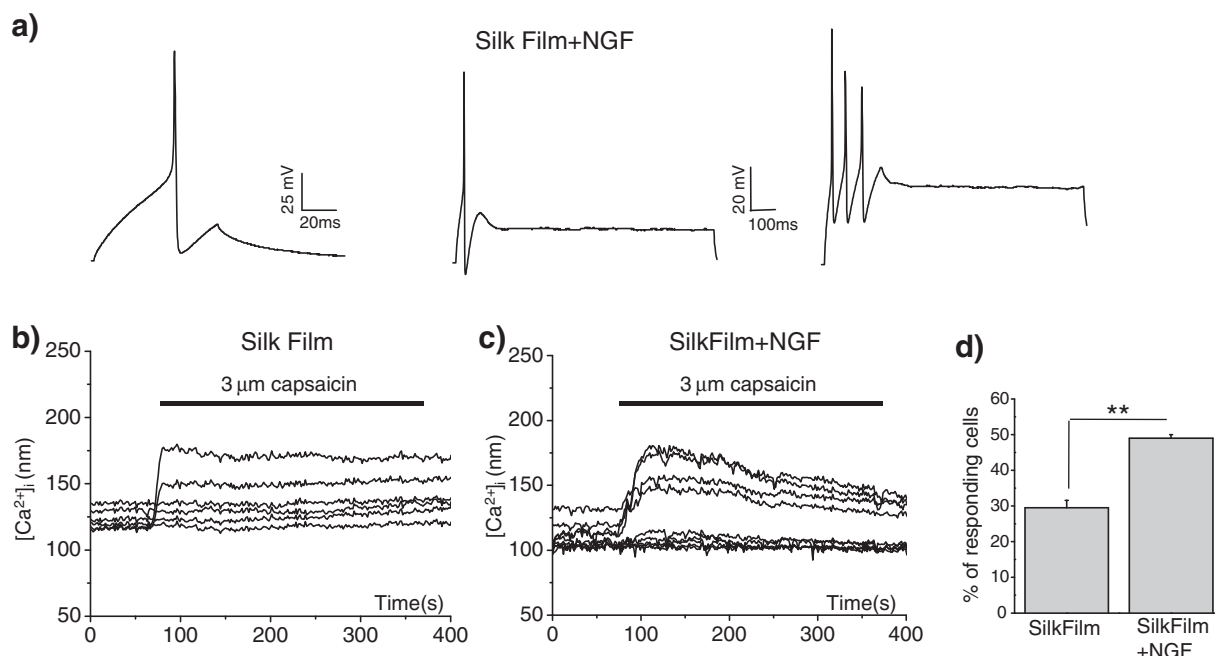 a)
Silk Film+NGF
25 mV
20ms
20 mV
100ms
b)
Silk Film
3 μm capsaicin
[Ca²⁺]ᵢ (nm)
250
200
150
100
50
0
100
200
300
400
Time(s)
c)
SilkFilm+NGF
3 μm capsaicin
[Ca²⁺]ᵢ (nm)
250
200
150
100
50
0
100
200
300
400
Time(s)
d)
% of responding cells
60
50
40
30
20
10
0
**
SilkFilm
SilkFilm
+NGF